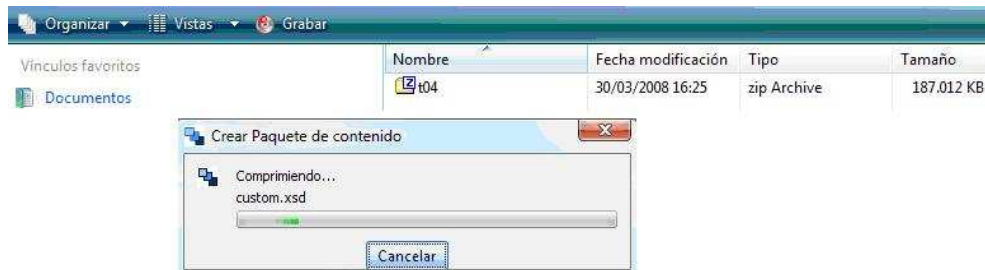 Organizar Vistas Grabar
Vínculos favoritos
Documentos
Nombre Fecha modificación Tipo Tamaño
t04 30/03/2008 16:25 zip Archive 187.012 KB
Crear Paquete de contenido
Comprimiendo...
custom.xsd
Cancelar